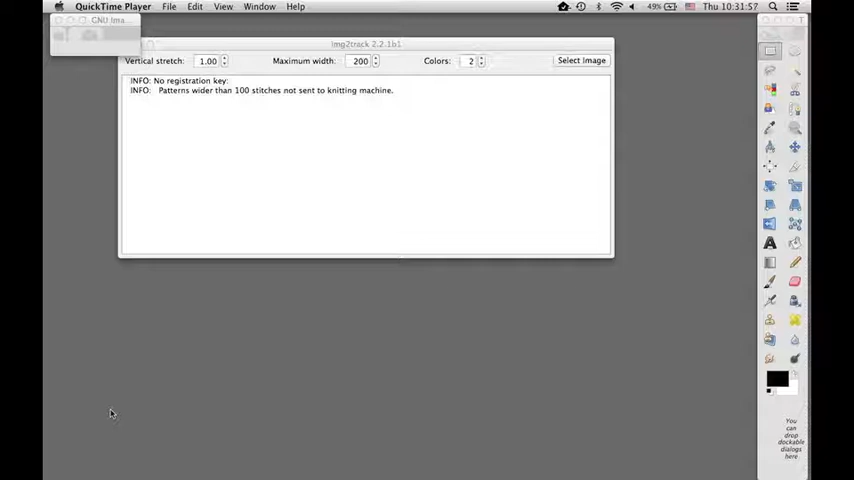 QuickTime Player File Edit View Window Help 49% Thu 10:31:57
GNU Ima...
Img2track 2.2.1b1
Vertical stretch: 1.00 Maximum width: 200 Colors: 2 Select Image
INFO: No registration key:
INFO: Patterns wider than 100 stitches not sent to knitting machine.
You
can
drop
dockable
dialogs
here